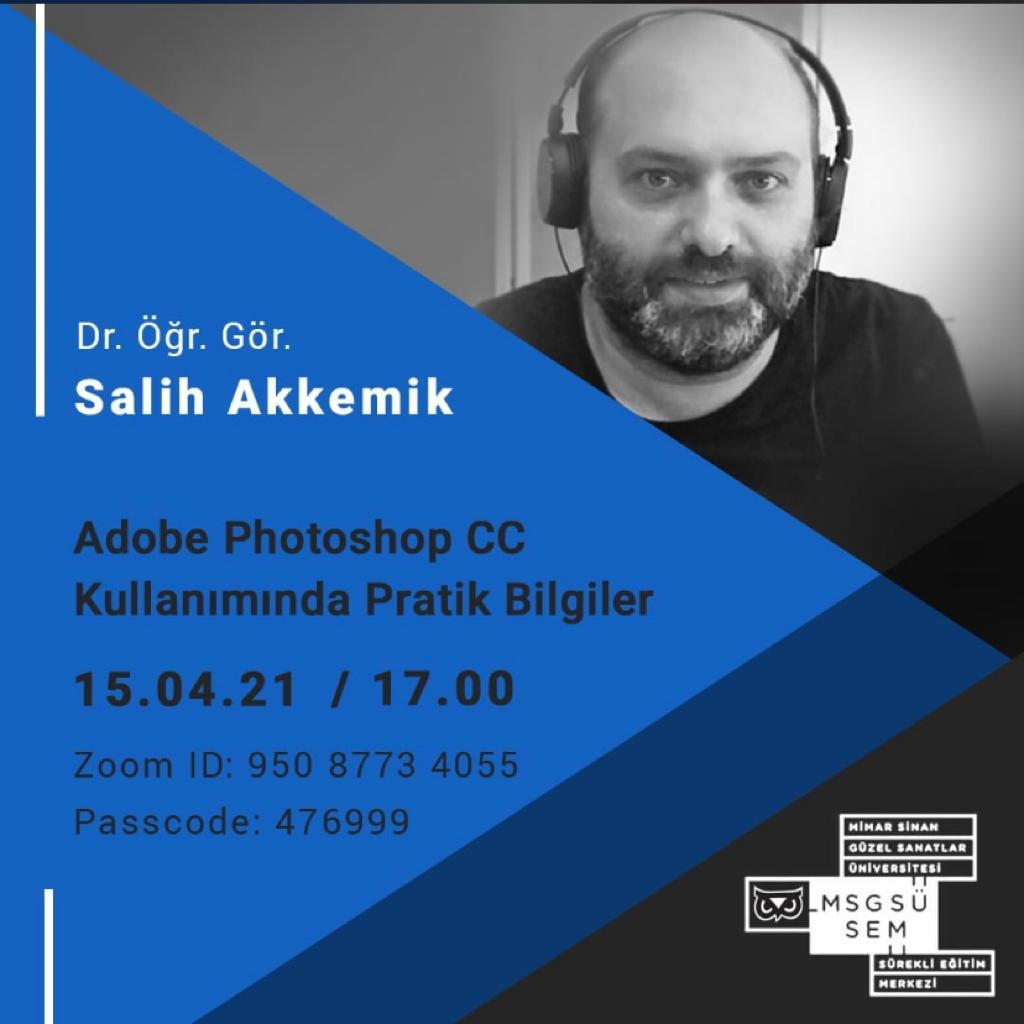 Dr. Öğr. Gör.
Salih Akkemik
Adobe Photoshop CC
Kullanımında Pratik Bilgiler
15.04.21 / 17.00
Zoom ID: 950 8773 4055
Passcode: 476999
MİMAR SİNAN
GÜZEL SANATLAR
ÜNİVERSİTESİ
MSGSÜ
SEM
SÜREKLİ EĞİTİM
MERKEZİ